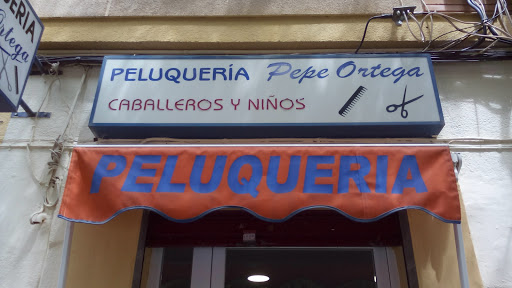 PELUQUERÍA Pepe Ortega
CABALLEROS Y NIÑOS
PELUQUERIA